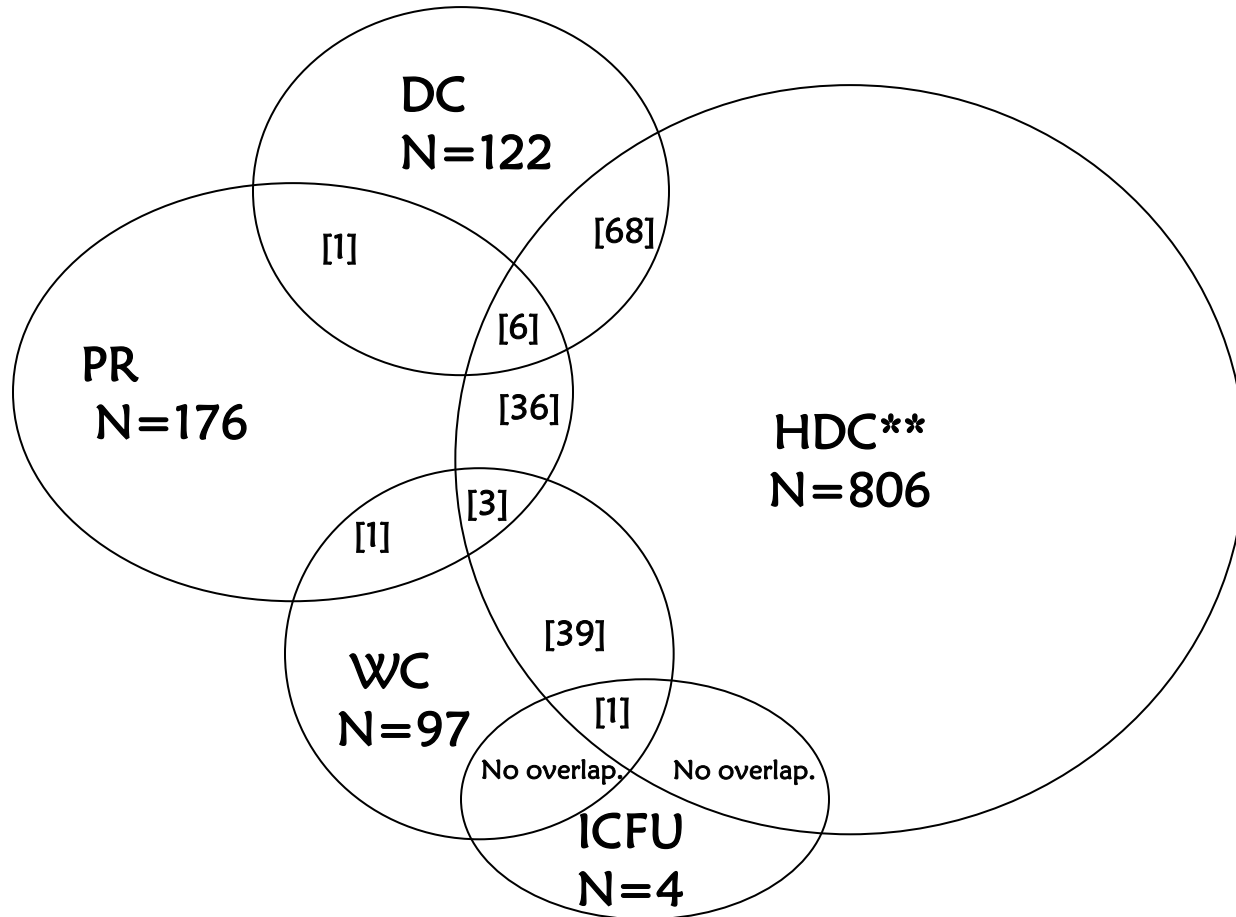 DC
N=122
[68]
[1]
[6]
PR
N=176
[36]
HDC**
N=806
[3]
[1]
[39]
WC
N=97
[1]
No overlap.
No overlap.
ICFU
N=4